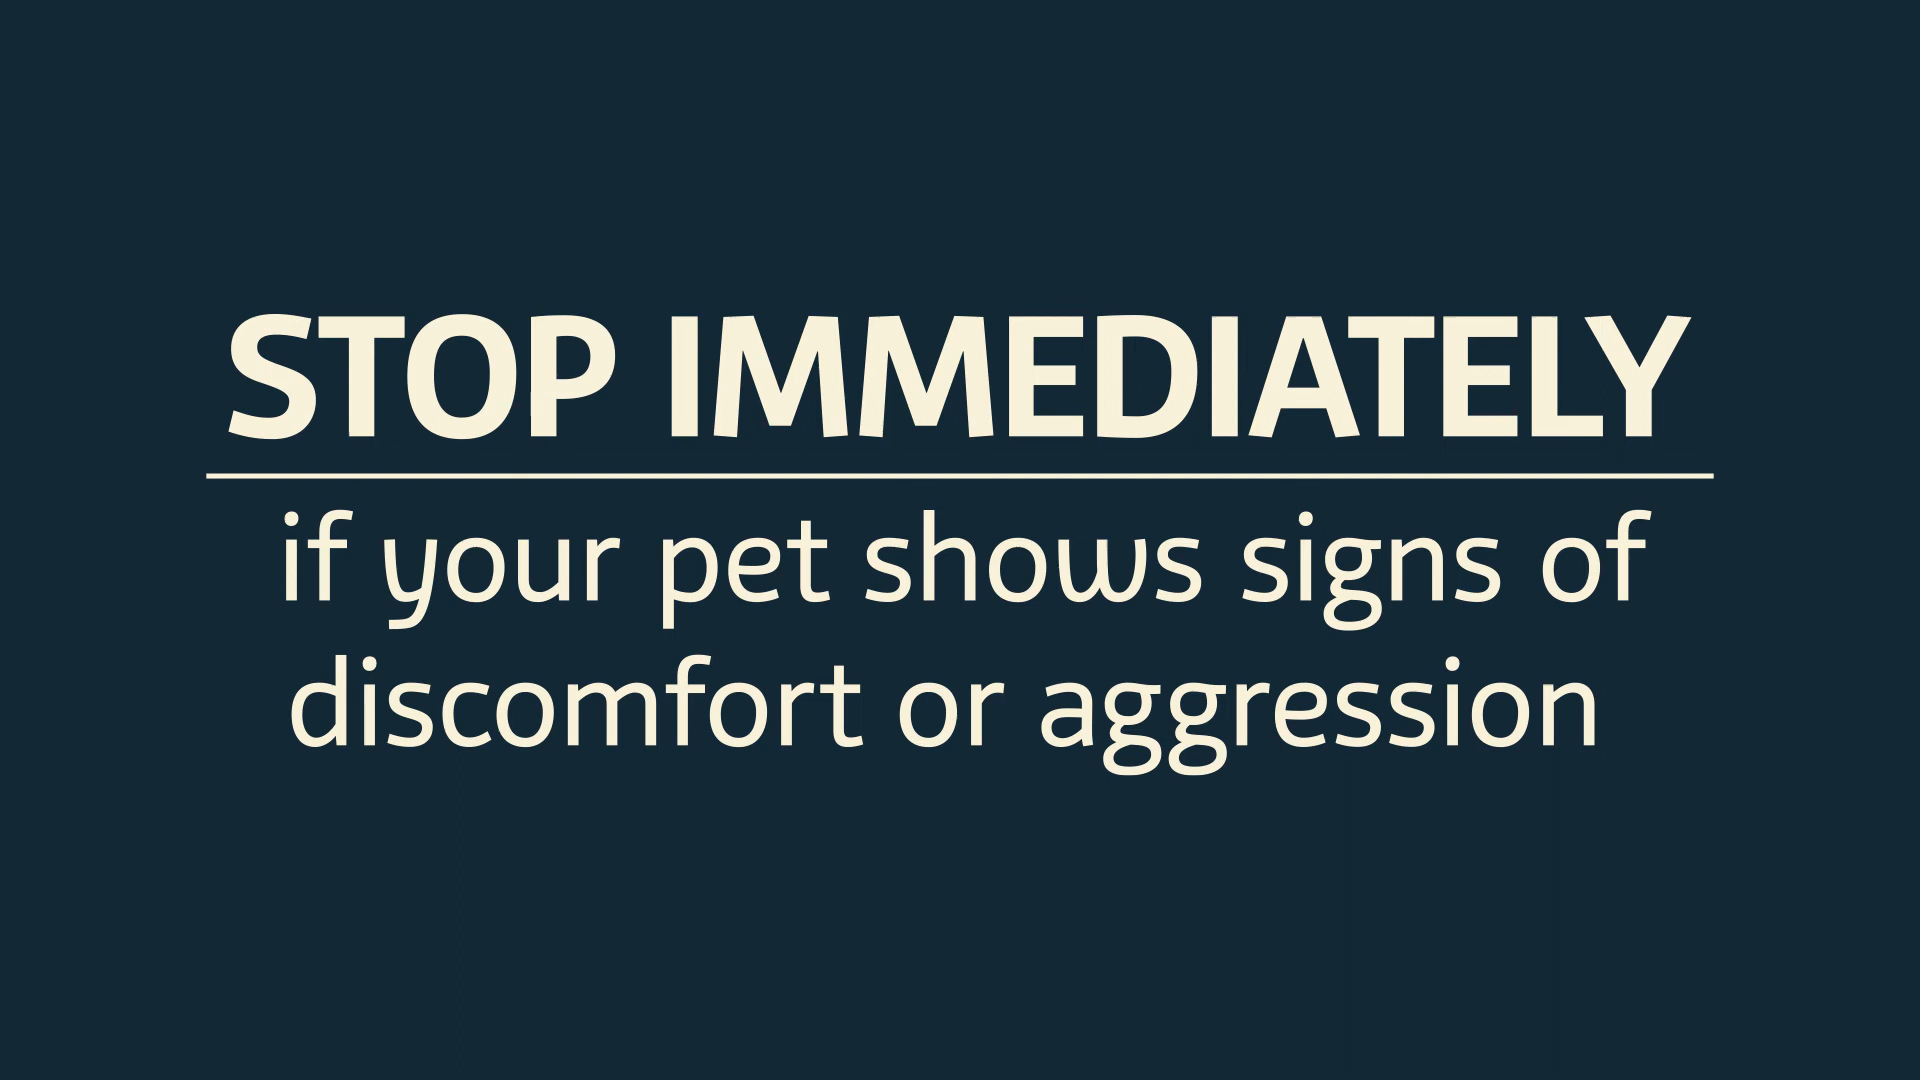 STOP IMMEDIATELY
if your pet shows signs of
discomfort or aggression